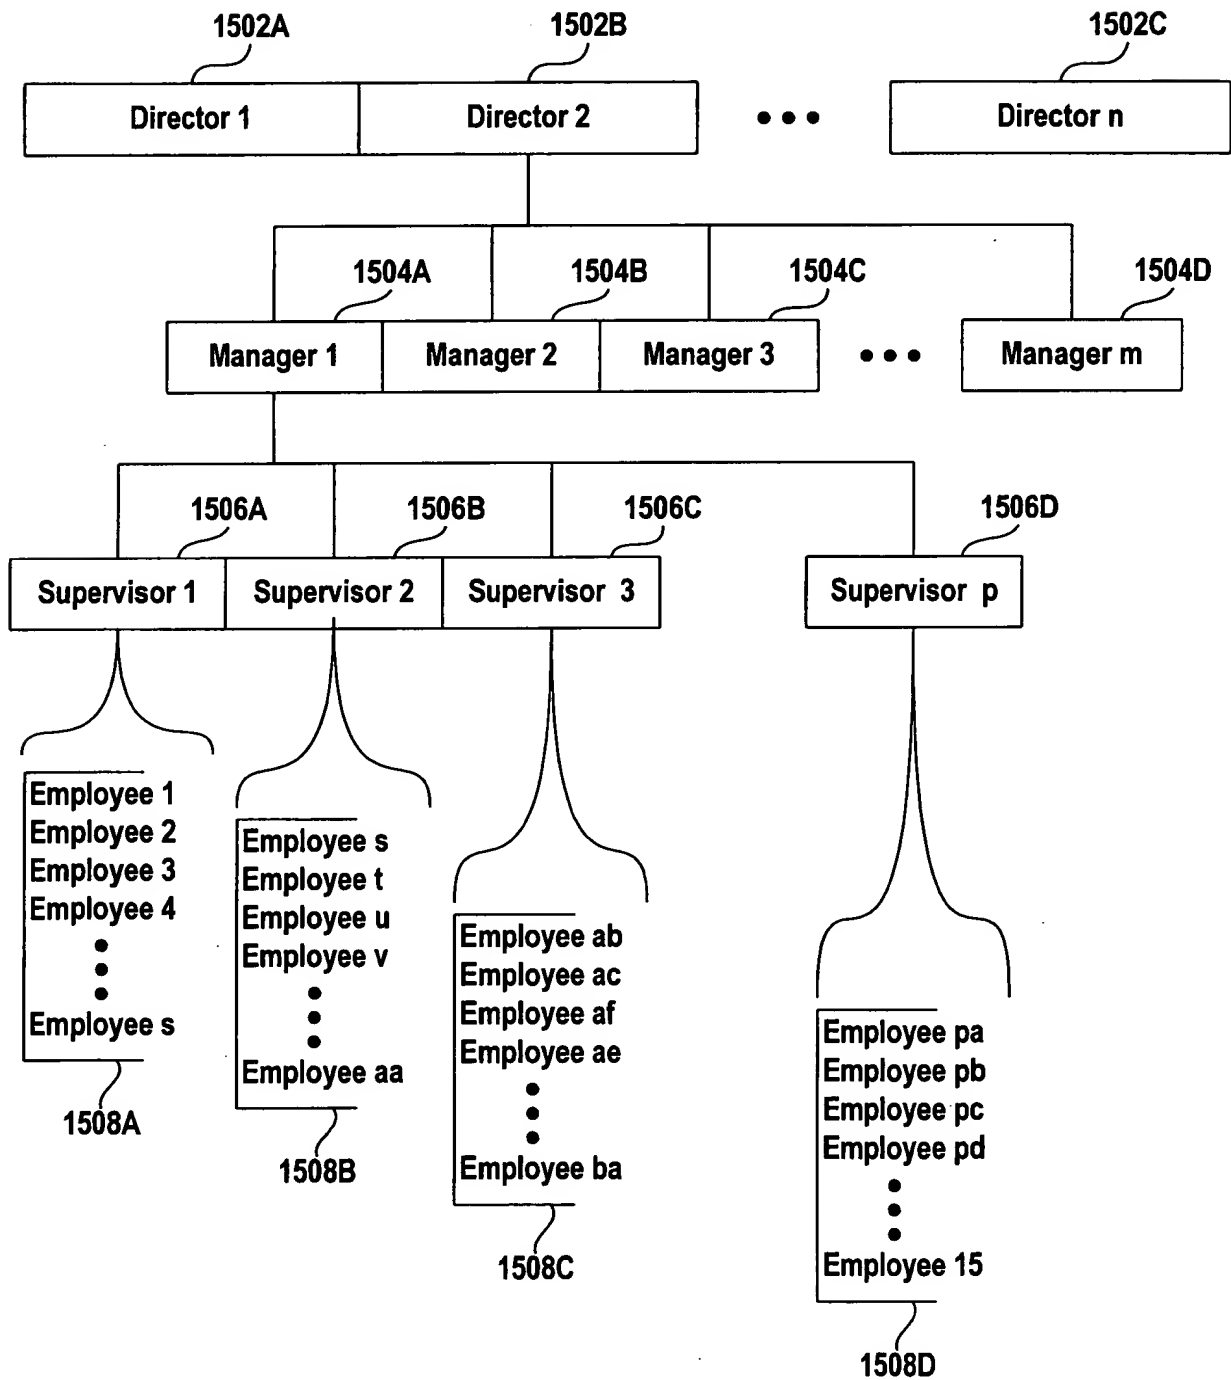 1502A
1502B
1502C
Director 1
Director 2
Director n
1504A
1504B
1504C
1504D
Manager 1
Manager 2
Manager 3
Manager m
1506A
1506B
1506C
1506D
Supervisor 1
Supervisor 2
Supervisor 3
Supervisor p
Employee 1
Employee 2
Employee 3
Employee 4
Employee s
1508A
Employee s
Employee t
Employee u
Employee v
Employee aa
1508B
Employee ab
Employee ac
Employee af
Employee ae
Employee ba
1508C
Employee pa
Employee pb
Employee pc
Employee pd
Employee 15
1508D